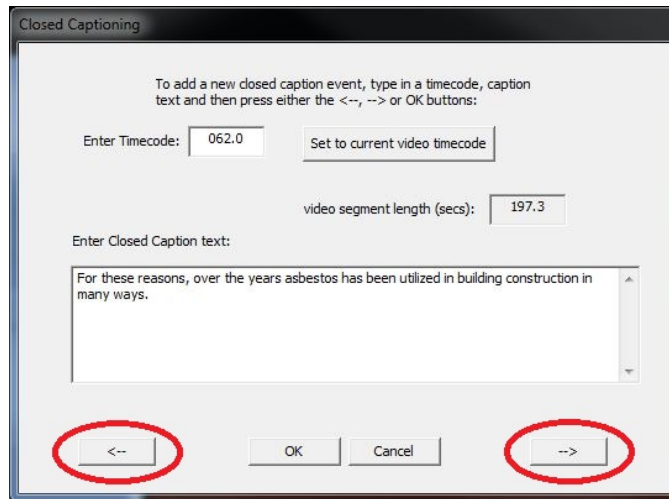 Closed Captioning
To add a new closed caption event, type in a timecode, caption
text and then press either the <--, --> or OK buttons:
Enter Timecode: 062.0 Set to current video timecode
video segment length (secs): 197.3
Enter Closed Caption text:
For these reasons, over the years asbestos has been utilized in building construction in
many ways.
<-- OK Cancel -->